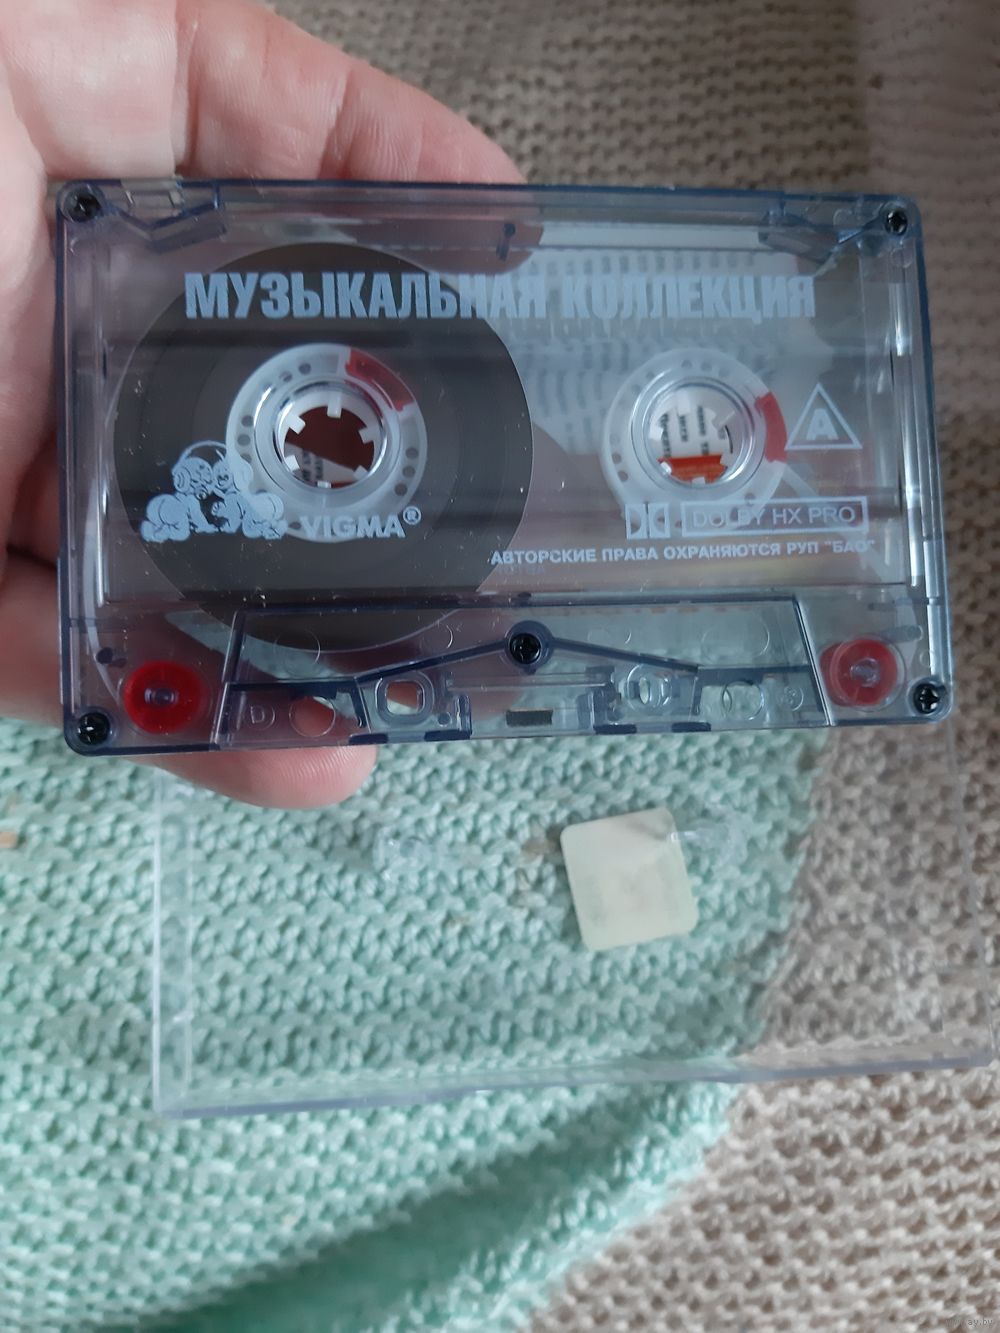 МУЗЫКАЛЬНАЯ КОЛЛЕКЦИЯ
A
VIGMA®
DOLBY HX PRO
АВТОРСКИЕ ПРАВА ОХРАНЯЮТСЯ РУП "БАО"